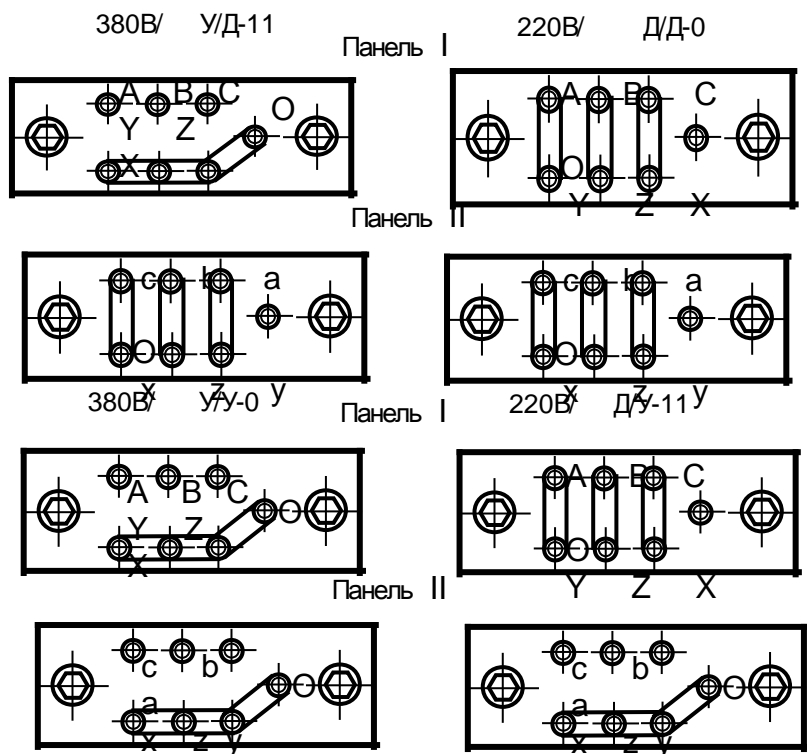 380В/ У/Д-11 220В/ Д/Д-0
Панель I
A B C A B C
O
Y Z
X O
Y Z X
Панель II
c b a c b a
O O
x z y x z y
380В/ У/У-0 220В/ Д/У-11
Панель I
A B C A B C
O
Y Z O
X
Y Z X
Панель II
c b c b
O O
a a
x z y x z y